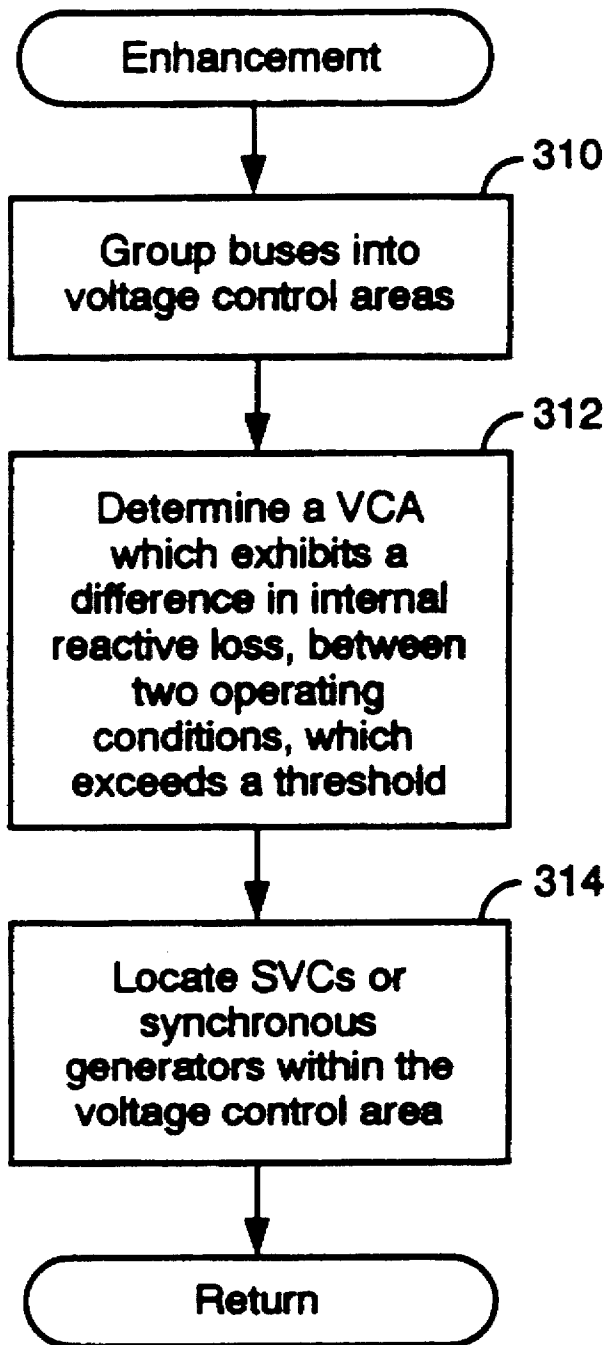 Enhancement
310
Group buses into
voltage control areas
312
Determine a VCA
which exhibits a
difference in internal
reactive loss, between
two operating
conditions, which
exceeds a threshold
314
Locate SVCs or
synchronous
generators within the
voltage control area
Return